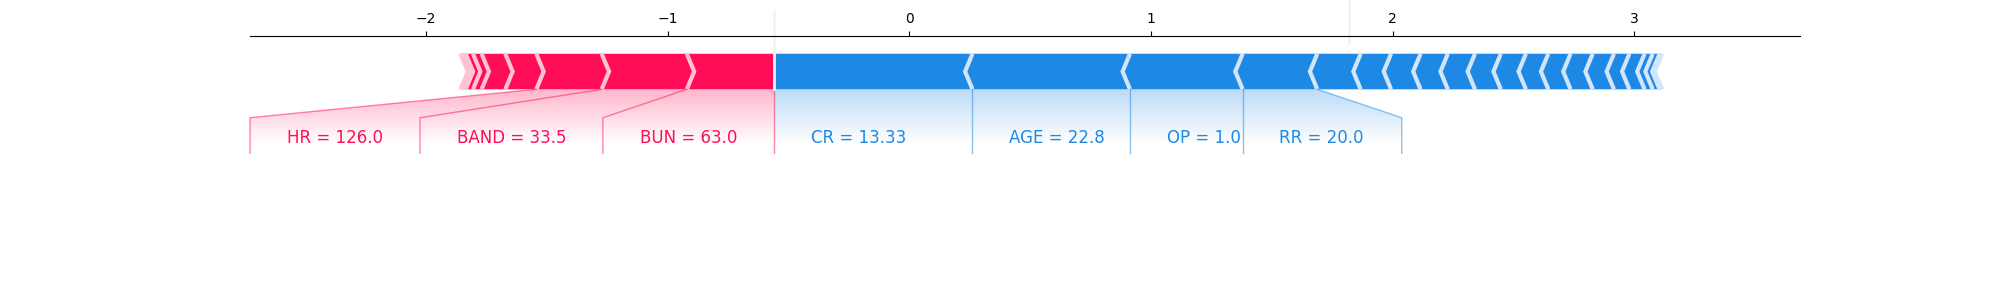 −2 −1 0 1 2 3
HR = 126.0 BAND = 33.5 BUN = 63.0 CR = 13.33 AGE = 22.8 OP = 1.0 RR = 20.0